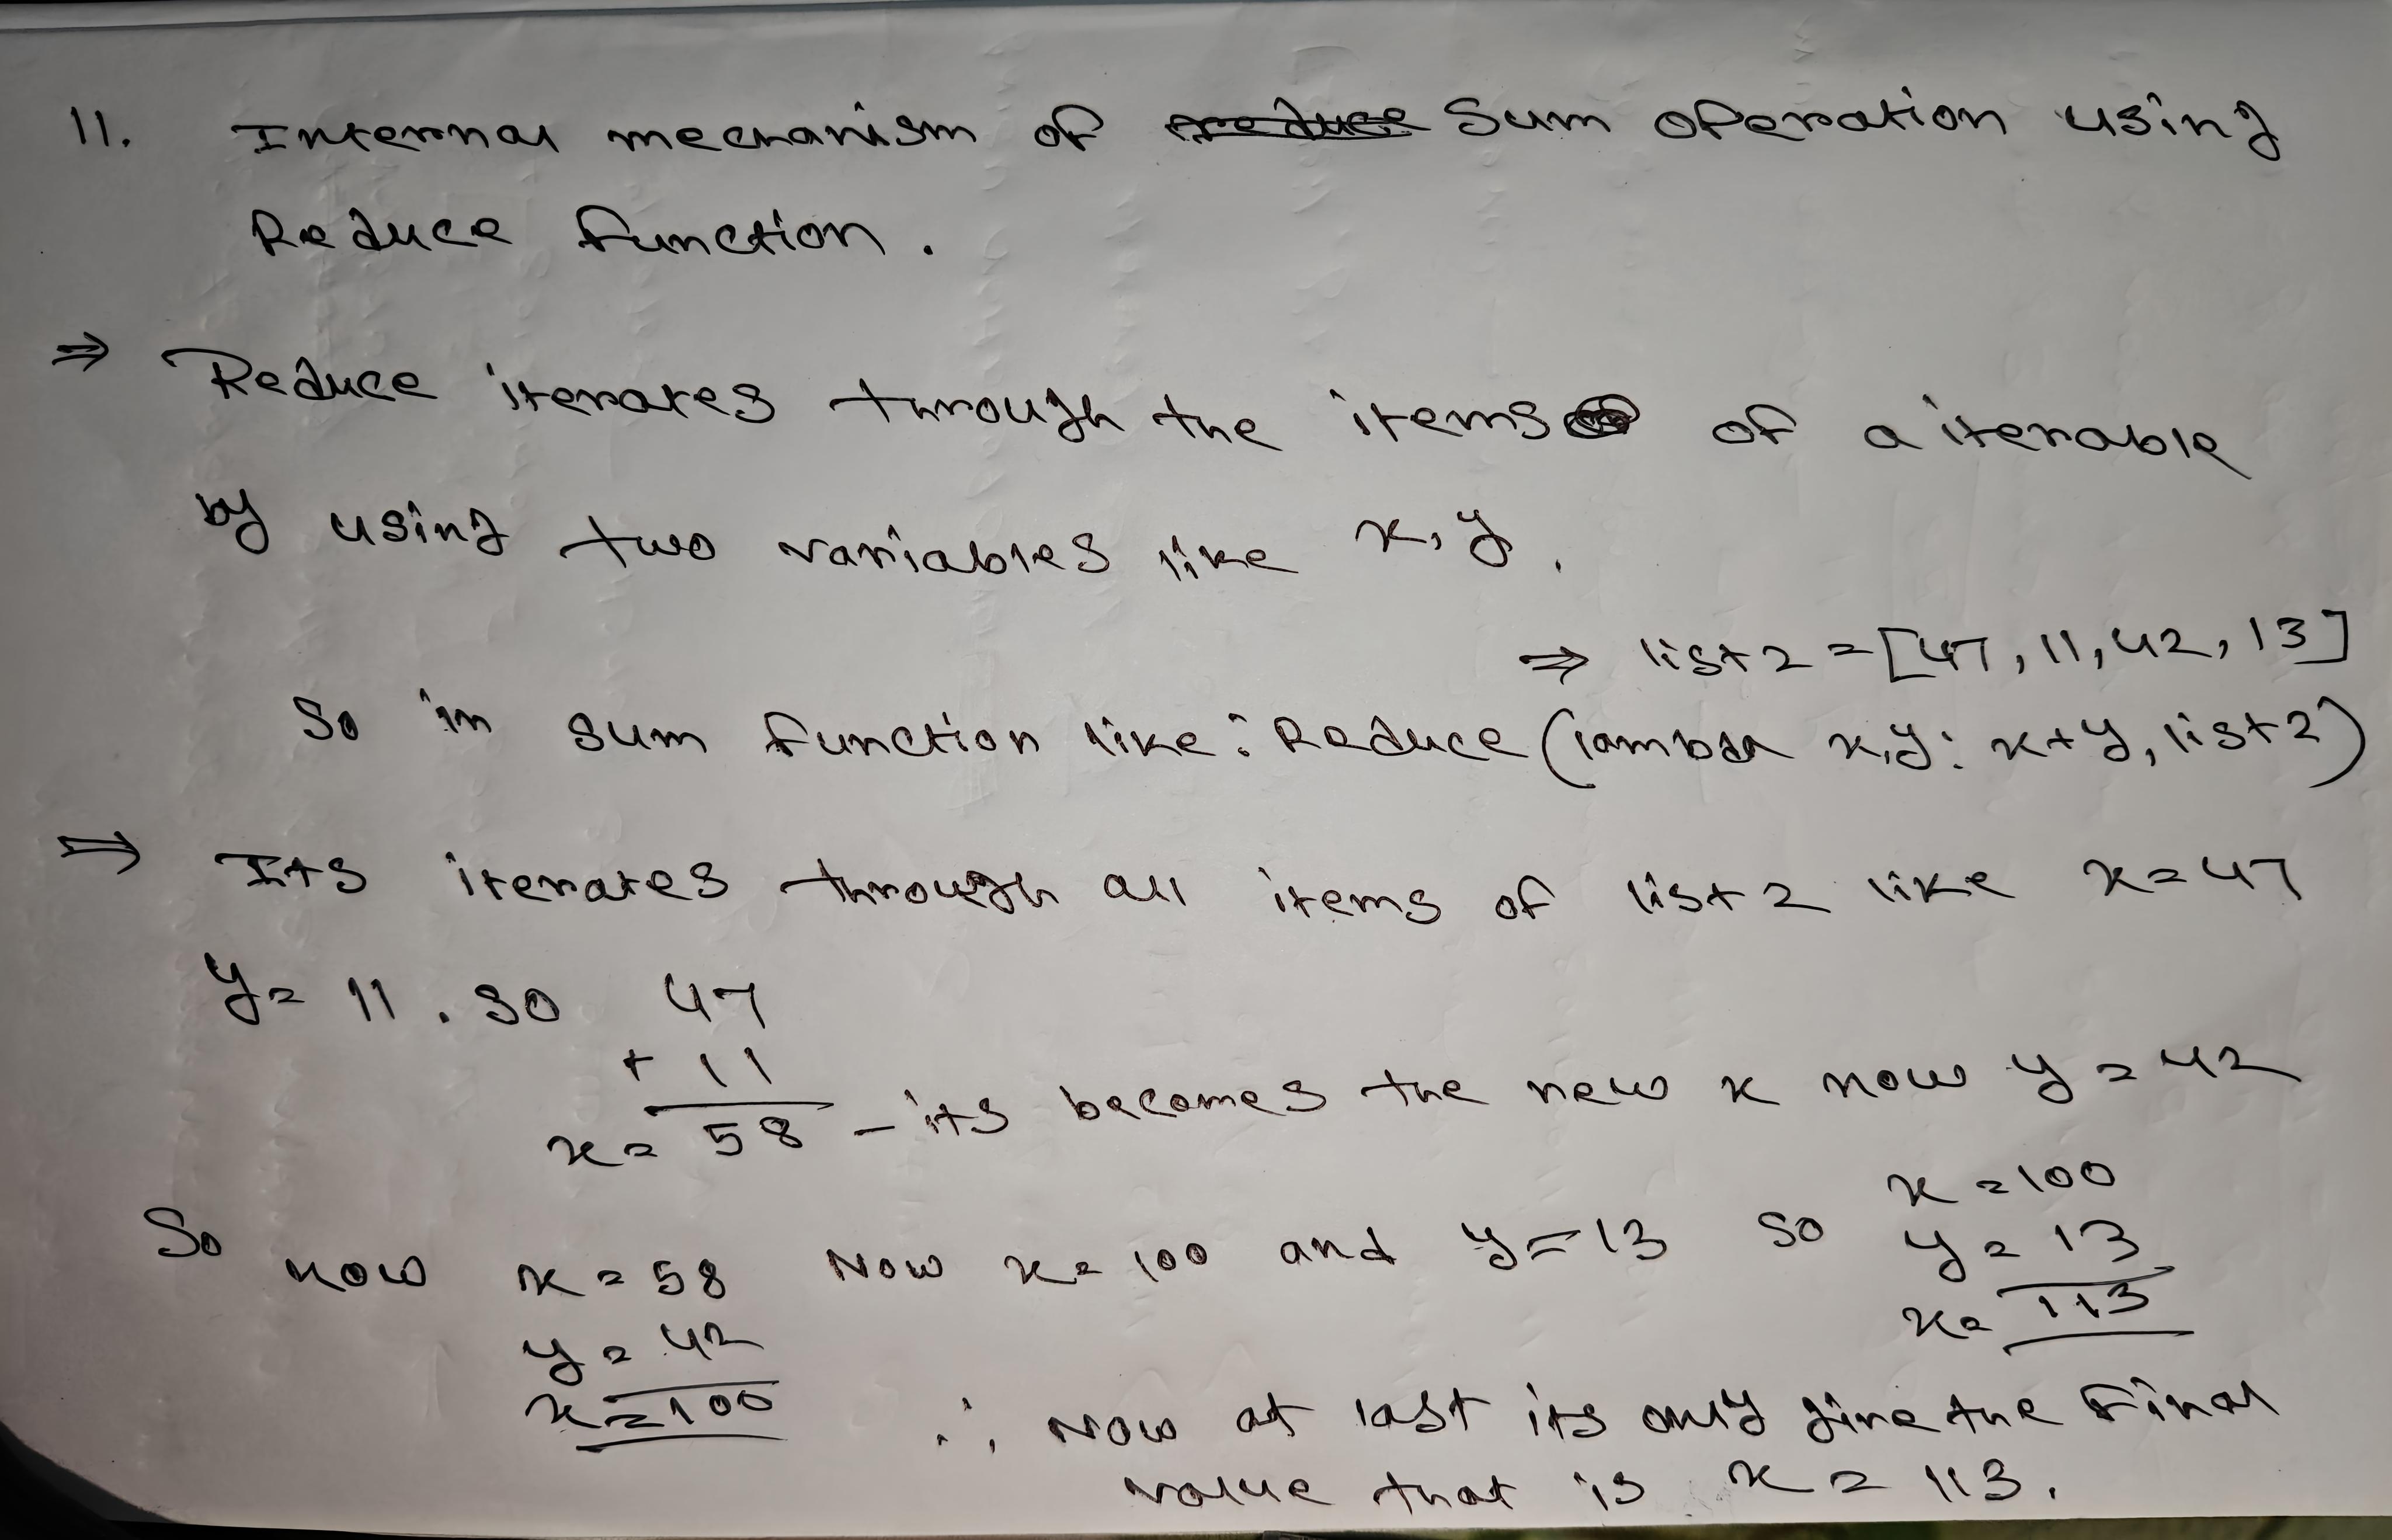 11. Internal mechanism of reduce Sum operation using
Reduce function.
⇒ Reduce iterates through the items of a iterable
by using two variables like x, y.
⇒ list2 = [47, 11, 42, 13]
So in sum function like: Reduce (lambda x,y: x+y, list2)
⇒ Its iterates through all items of list2 like x=47
y= 11. so 47
+ 11
x= 58 - its becomes the new x now y = 42
So now x = 58 Now x= 100 and y=13 so x=100
y = 42
x=100
y = 13
x= 113
∴ Now at last its only give the final
value that is x = 113.